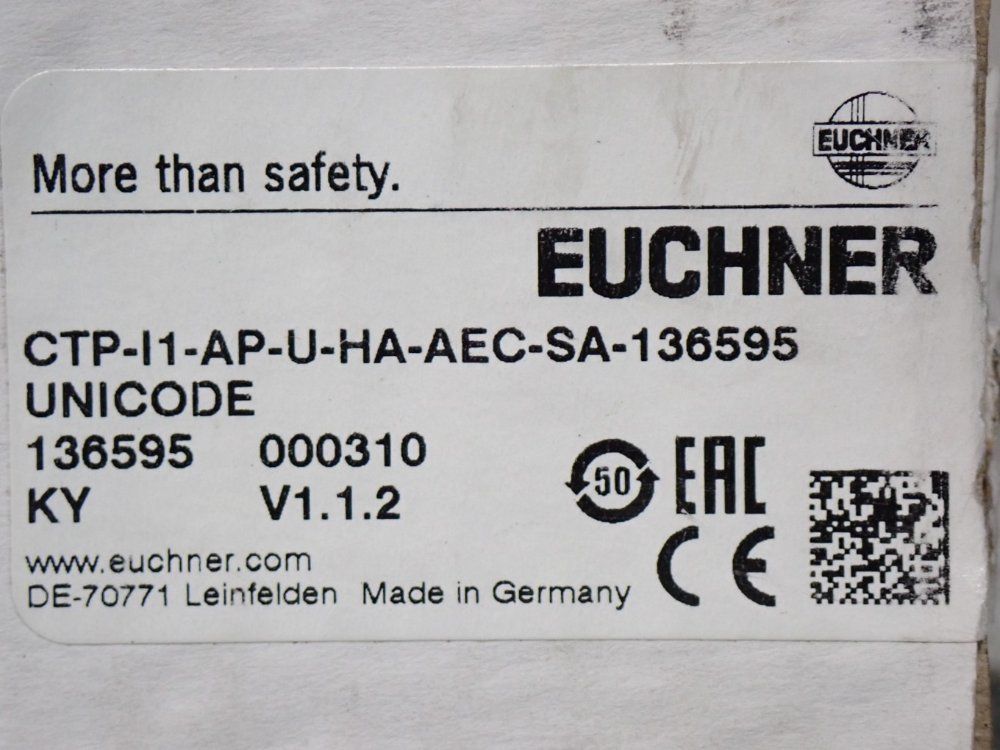 EUCHNER
More than safety.
EUCHNER
CTP-I1-AP-U-HA-AEC-SA-136595
UNICODE
136595 000310
KY V1.1.2
50 EAC
CE
www.euchner.com
DE-70771 Leinfelden Made in Germany